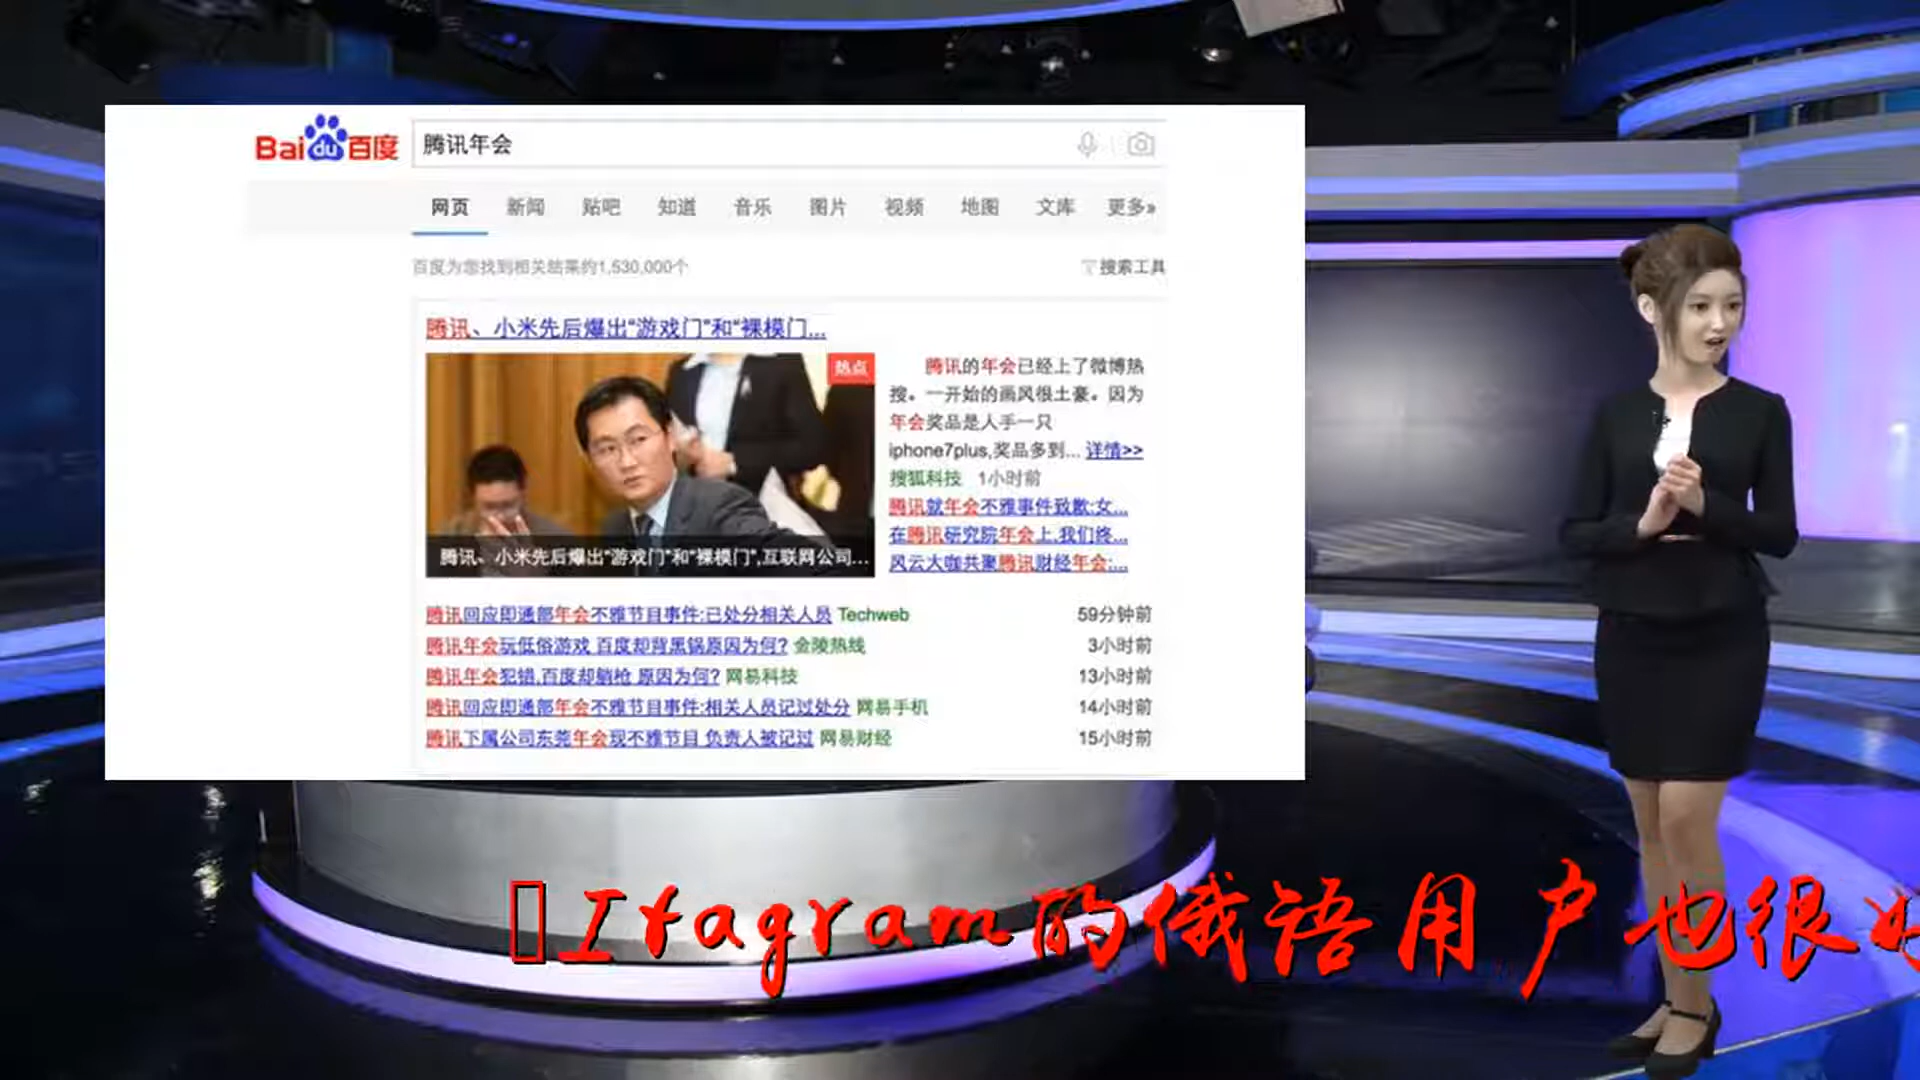 Baidu百度
腾讯年会
网页 新闻 贴吧 知道 音乐 图片 视频 地图 文库 更多»
百度为您找到相关结果约1,530,000个
搜索工具
腾讯、小米先后爆出“游戏门”和“裸模门...
热点
腾讯、小米先后爆出“游戏门”和“裸模门”,互联网公司...
腾讯的年会已经上了微博热
搜。一开始的画风很土豪。因为
年会奖品是人手一只
iphone7plus,奖品多到... 详情>>
搜狐科技 1小时前
腾讯就年会不雅事件致歉:女...
在腾讯研究院年会上,我们终...
风云大咖共聚腾讯财经年会:...
腾讯回应即通部年会不雅节目事件:已处分相关人员 Techweb 59分钟前
腾讯年会玩低俗游戏 百度却背黑锅原因为何? 金陵热线 3小时前
腾讯年会犯错,百度却躺枪 原因为何? 网易科技 13小时前
腾讯回应即通部年会不雅节目事件:相关人员记过处分 网易手机 14小时前
腾讯下属公司东莞年会现不雅节目 负责人被记过 网易财经 15小时前
Itagram的俄语用户也很